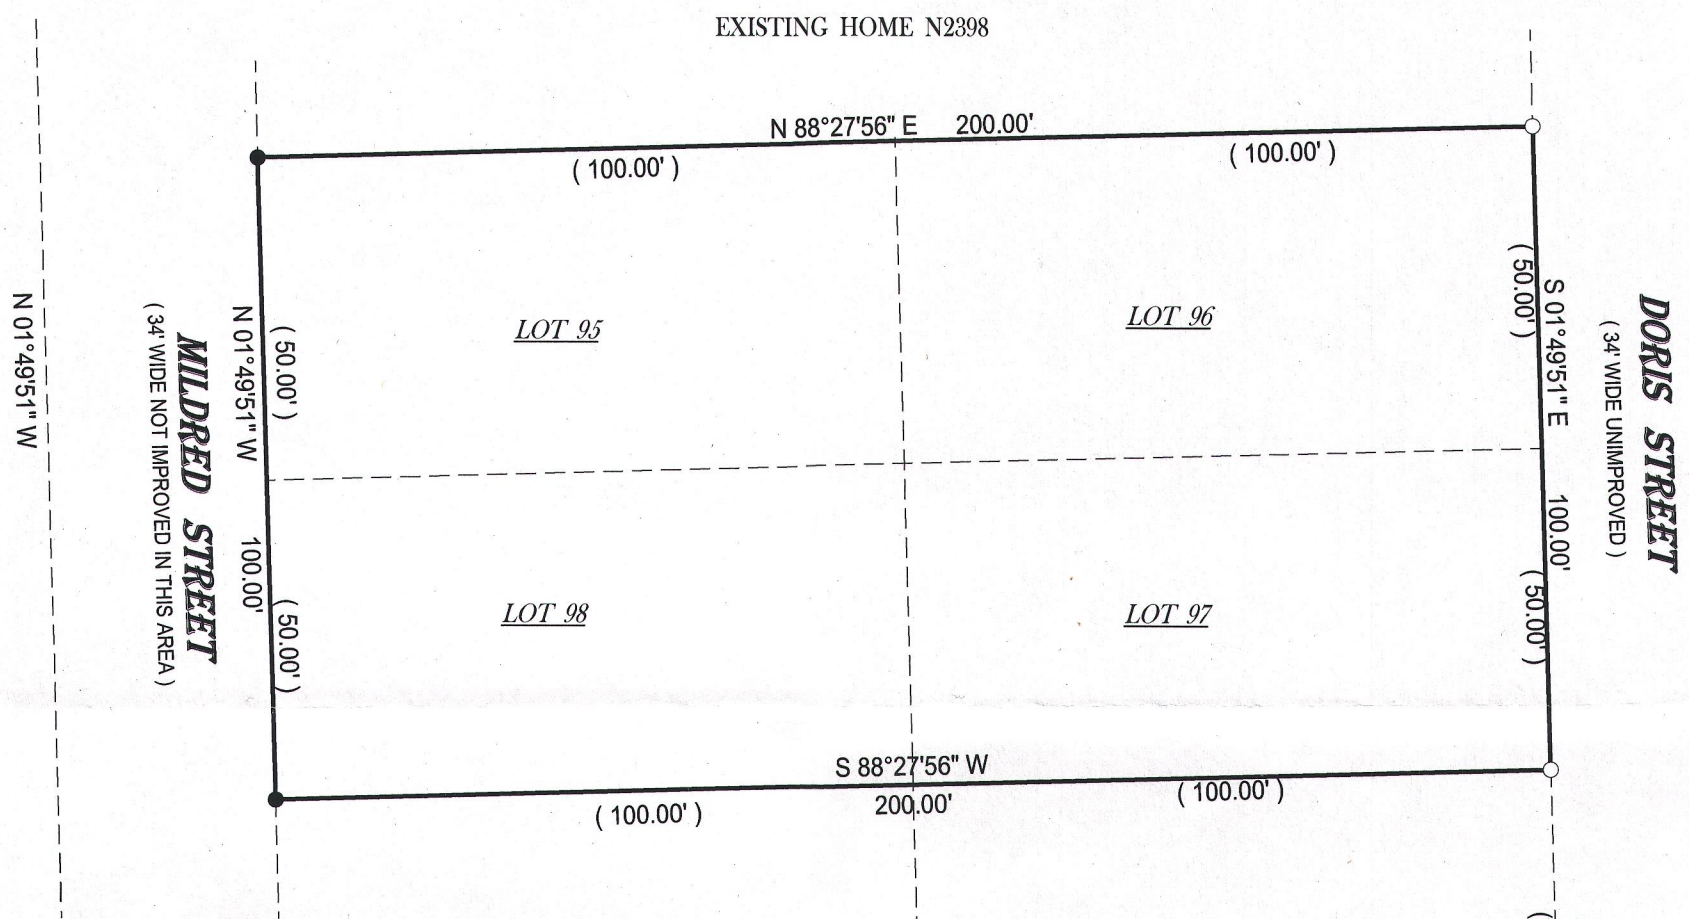 EXISTING HOME N2398
N 88°27'56" E 200.00'
( 100.00' )
( 100.00' )
N 01°49'51" W
MILDRED STREET
( 34' WIDE NOT IMPROVED IN THIS AREA )
N 01°49'51" W 100.00'
( 50.00' )
( 50.00' )
LOT 95
LOT 96
LOT 98
LOT 97
( 50.00' )
( 50.00' )
S 01°49'51" E 100.00'
DORIS STREET
( 34' WIDE UNIMPROVED )
S 88°27'56" W
200.00'
( 100.00' )
( 100.00' )